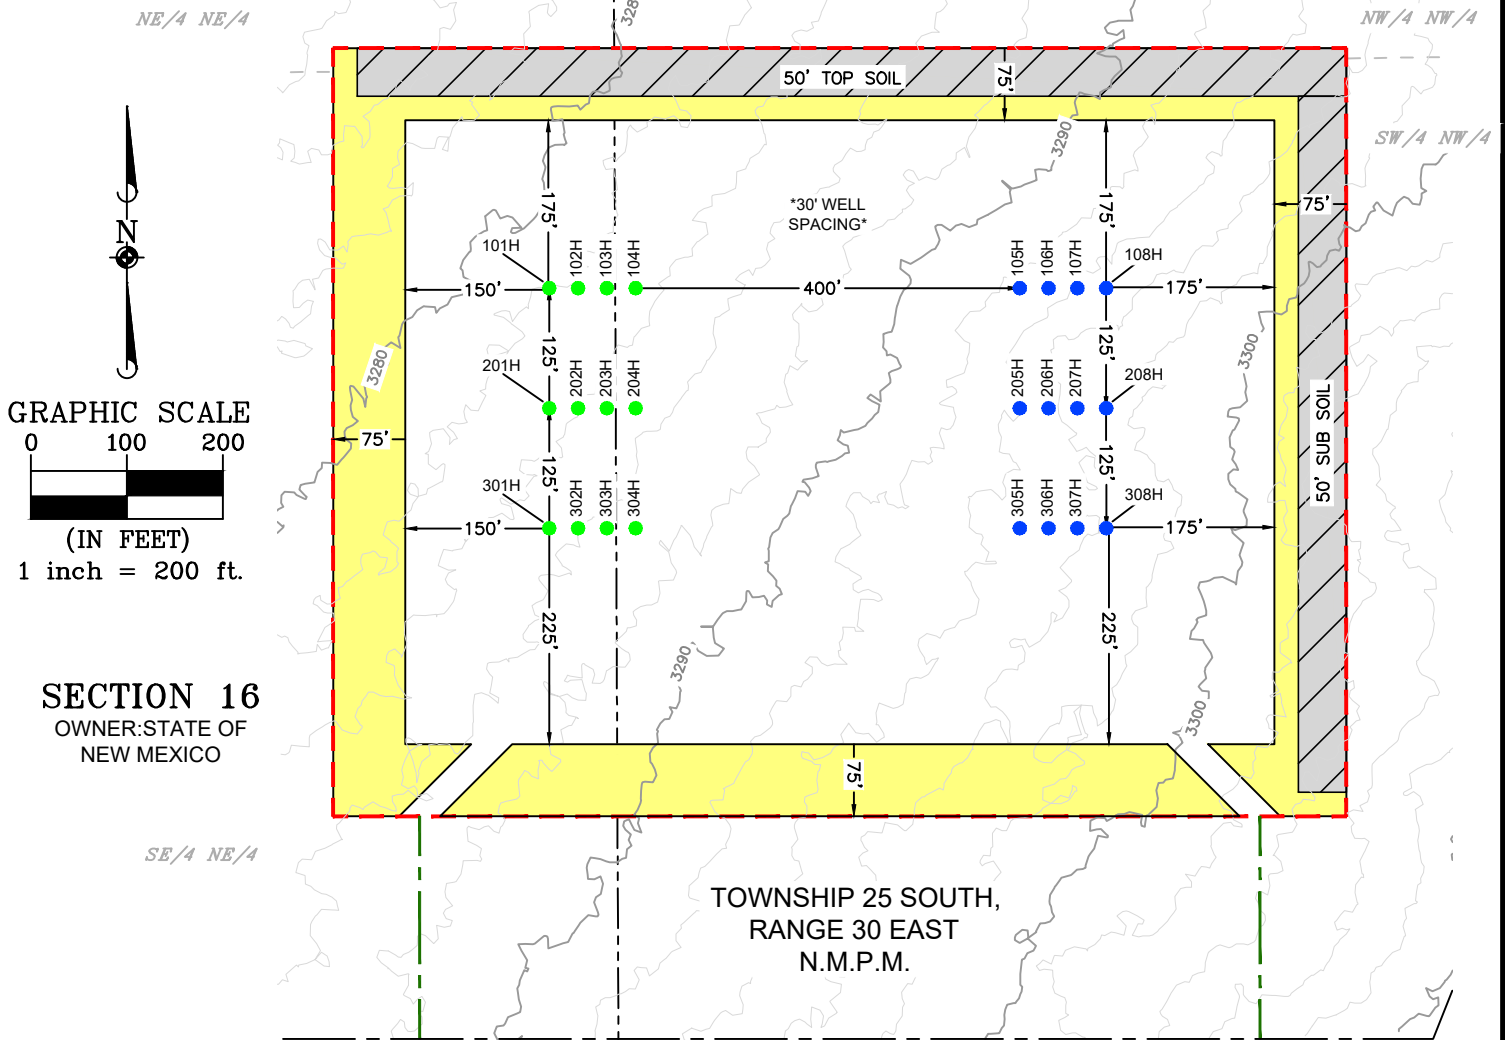 NE/4 NE/4
328
NW/4 NW/4
50' TOP SOIL
75'
3290
SW/4 NW/4
175'
*30' WELL
SPACING*
175'
75'
N
101H
102H
103H
104H
105H
106H
107H
108H
150'
400'
175'
3280
125'
125'
3300
201H
202H
203H
204H
205H
206H
207H
208H
GRAPHIC SCALE
0 100 200
(IN FEET)
1 inch = 200 ft.
75'
50' SUB SOIL
125'
125'
301H
302H
303H
304H
305H
306H
307H
308H
150'
175'
225'
225'
3290
3300
SECTION 16
OWNER:STATE OF
NEW MEXICO
75'
SE/4 NE/4
TOWNSHIP 25 SOUTH,
RANGE 30 EAST
N.M.P.M.